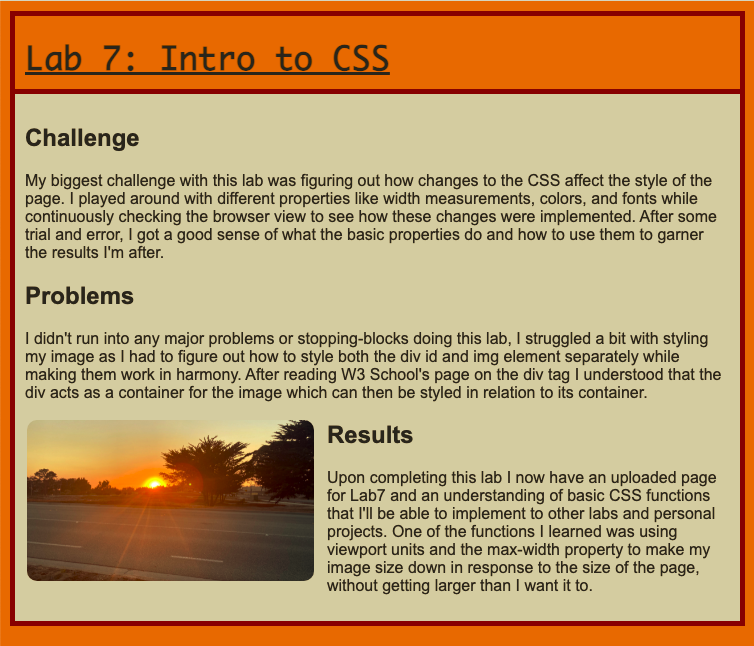 Lab 7: Intro to CSS
Challenge
My biggest challenge with this lab was figuring out how changes to the CSS affect the style of the
page. I played around with different properties like width measurements, colors, and fonts while
continuously checking the browser view to see how these changes were implemented. After some
trial and error, I got a good sense of what the basic properties do and how to use them to garner
the results I'm after.
Problems
I didn't run into any major problems or stopping-blocks doing this lab, I struggled a bit with styling
my image as I had to figure out how to style both the div id and img element separately while
making them work in harmony. After reading W3 School's page on the div tag I understood that the
div acts as a container for the image which can then be styled in relation to its container.
Results
Upon completing this lab I now have an uploaded page
for Lab7 and an understanding of basic CSS functions
that I'll be able to implement to other labs and personal
projects. One of the functions I learned was using
viewport units and the max-width property to make my
image size down in response to the size of the page,
without getting larger than I want it to.